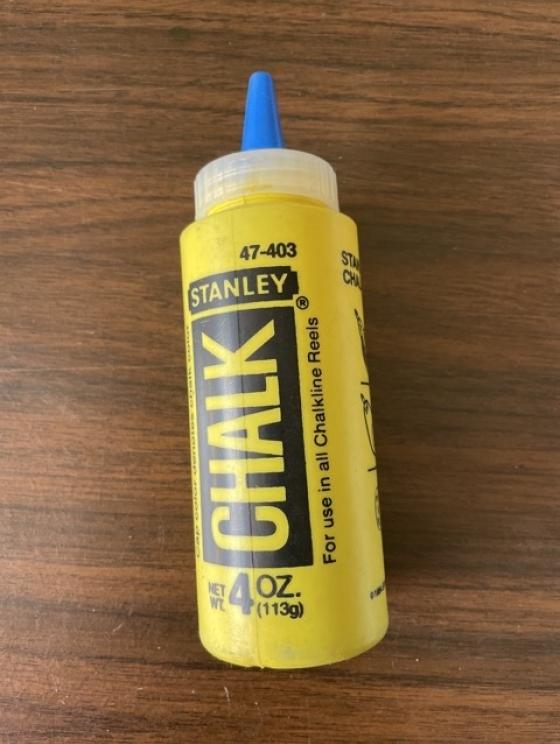 47-403
STANLEY®
CHALK
For use in all Chalkline Reels
Cap color denotes chalk color
NET WT. 4 OZ.
(113g)